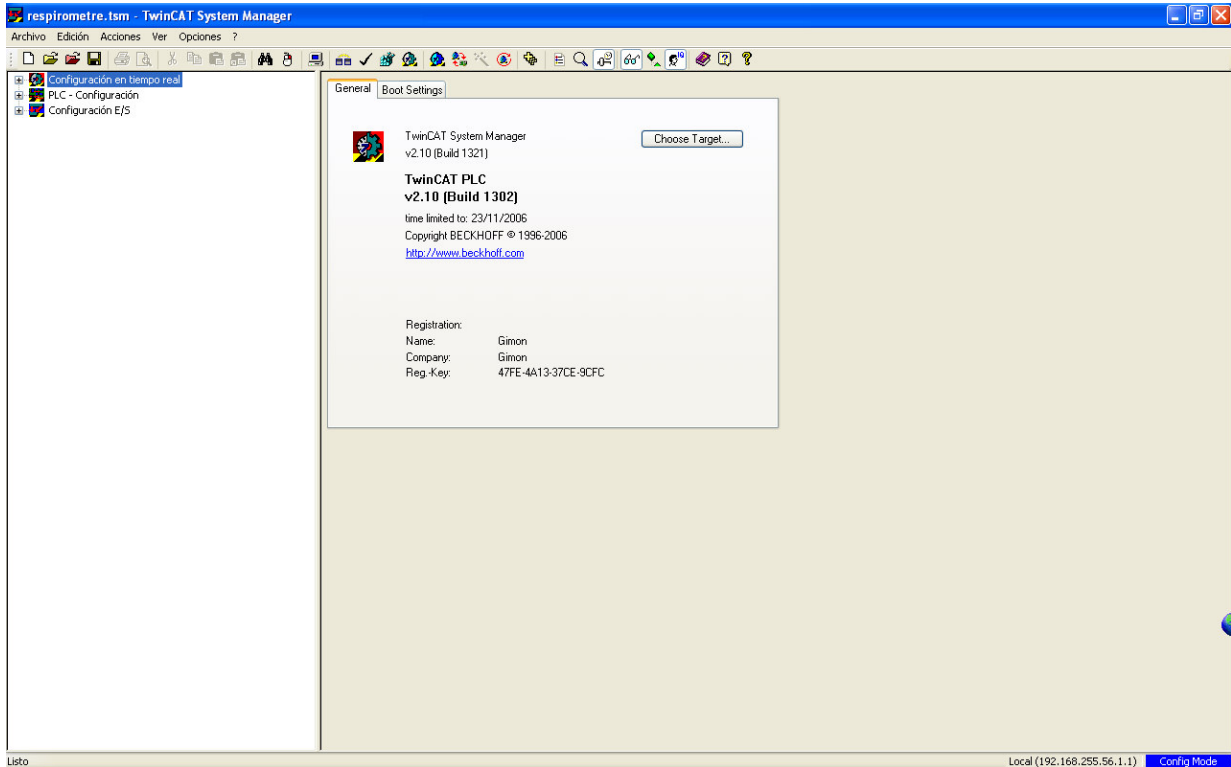 respirometre.tsm - TwinCAT System Manager
Archivo Edición Acciones Ver Opciones ?
Configuración en tiempo real
PLC - Configuración
Configuración E/S
General Boot Settings
TwinCAT System Manager
v2.10 (Build 1321)
Choose Target...
TwinCAT PLC
v2.10 (Build 1302)
time limited to: 23/11/2006
Copyright BECKHOFF © 1996-2006
http://www.beckhoff.com
Registration:
Name: Gimon
Company: Gimon
Reg.-Key: 47FE-4A13-37CE-9CFC
Listo
Local (192.168.255.56.1.1) Config Mode